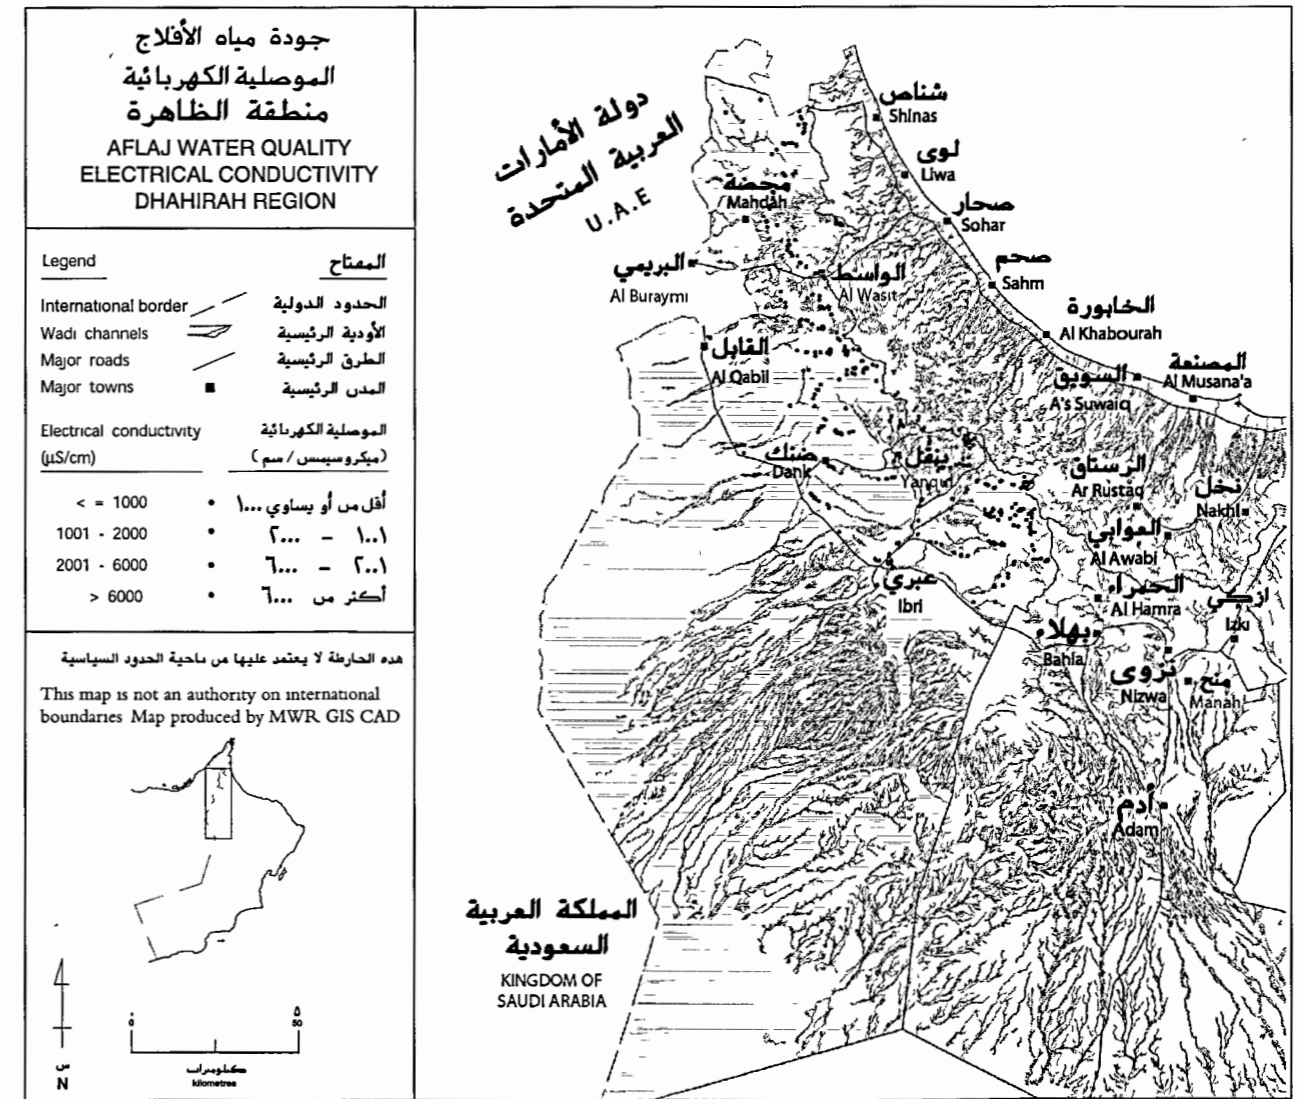 جودة مياه الأفلاج
الموصلية الكهربائية
منطقة الظاهرة
AFLAJ WATER QUALITY
ELECTRICAL CONDUCTIVITY
DHAHIRAH REGION
Legend المفتاح
International border الحدود الدولية
Wadi channels الأودية الرئيسية
Major roads الطرق الرئيسية
Major towns المدن الرئيسية
Electrical conductivity الموصلية الكهربائية
(µS/cm) (ميكروسيمنس / سم)
< = 1000 أقل من أو يساوي ١٠٠٠
1001 - 2000 ١٠٠١ - ٢٠٠٠
2001 - 6000 ٢٠٠١ - ٦٠٠٠
> 6000 أكثر من ٦٠٠٠
هذه الخارطة لا يعتمد عليها من ناحية الحدود السياسية
This map is not an authority on international
boundaries Map produced by MWR GIS CAD
س
N
٠ ٥٠
0 50
كيلومترات
kilometres
دولة الأمارات
العربية المتحدة
U.A.E
شناص
Shinas
لوى
Liwa
محضة
Mahdah
صحار
Sohar
صحم
Sahm
البريمي
Al Buraymi
الواسط
Al Wasit
الخابورة
Al Khabourah
القابل
Al Qabil
المصنعة
Al Musana'a
السويق
A's Suwaiq
ضنك
Dank
ينقل
Yanqul
الرستاق
Ar Rustaq
نخل
Nakhl
العوابي
Al Awabi
عبري
Ibri
الحمراء
Al Hamra
ازكي
Izki
بهلاء
Bahla
نزوى
Nizwa
منح
Manah
أدم
Adam
المملكة العربية
السعودية
KINGDOM OF
SAUDI ARABIA